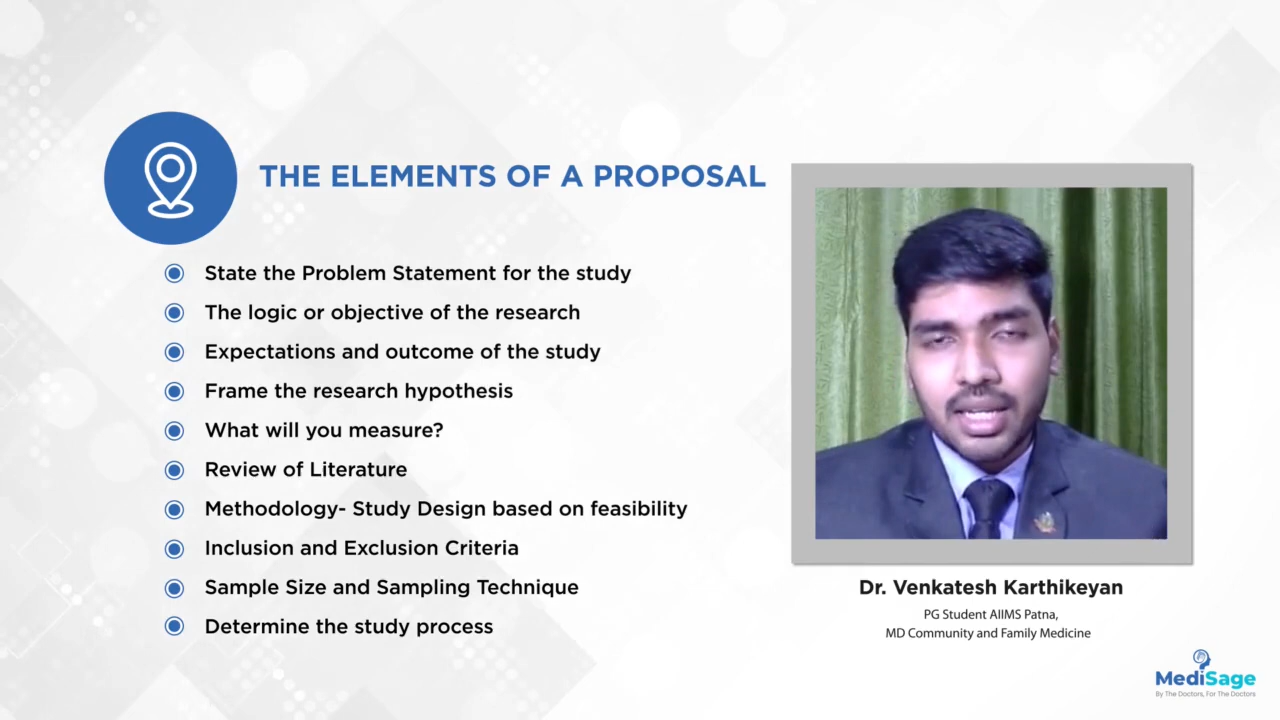 THE ELEMENTS OF A PROPOSAL
State the Problem Statement for the study
The logic or objective of the research
Expectations and outcome of the study
Frame the research hypothesis
What will you measure?
Review of Literature
Methodology- Study Design based on feasibility
Inclusion and Exclusion Criteria
Sample Size and Sampling Technique
Determine the study process
Dr. Venkatesh Karthikeyan
PG Student AIIMS Patna,
MD Community and Family Medicine
MediSage
By The Doctors, For The Doctors